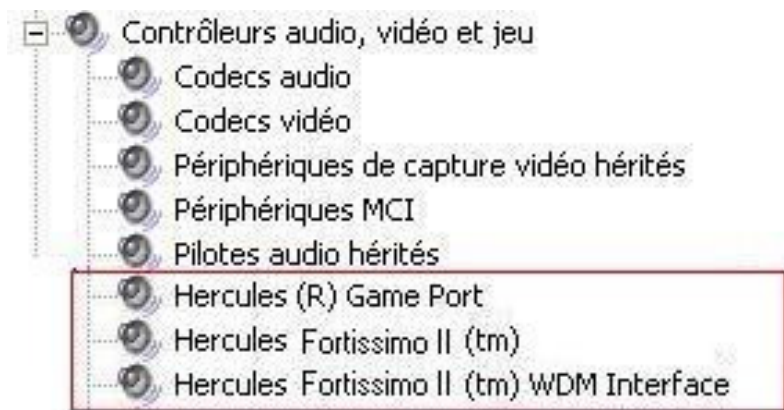 Contrôleurs audio, vidéo et jeu
Codecs audio
Codecs vidéo
Périphériques de capture vidéo hérités
Périphériques MCI
Pilotes audio hérités
Hercules (R) Game Port
Hercules Fortissimo II (tm)
Hercules Fortissimo II (tm) WDM Interface